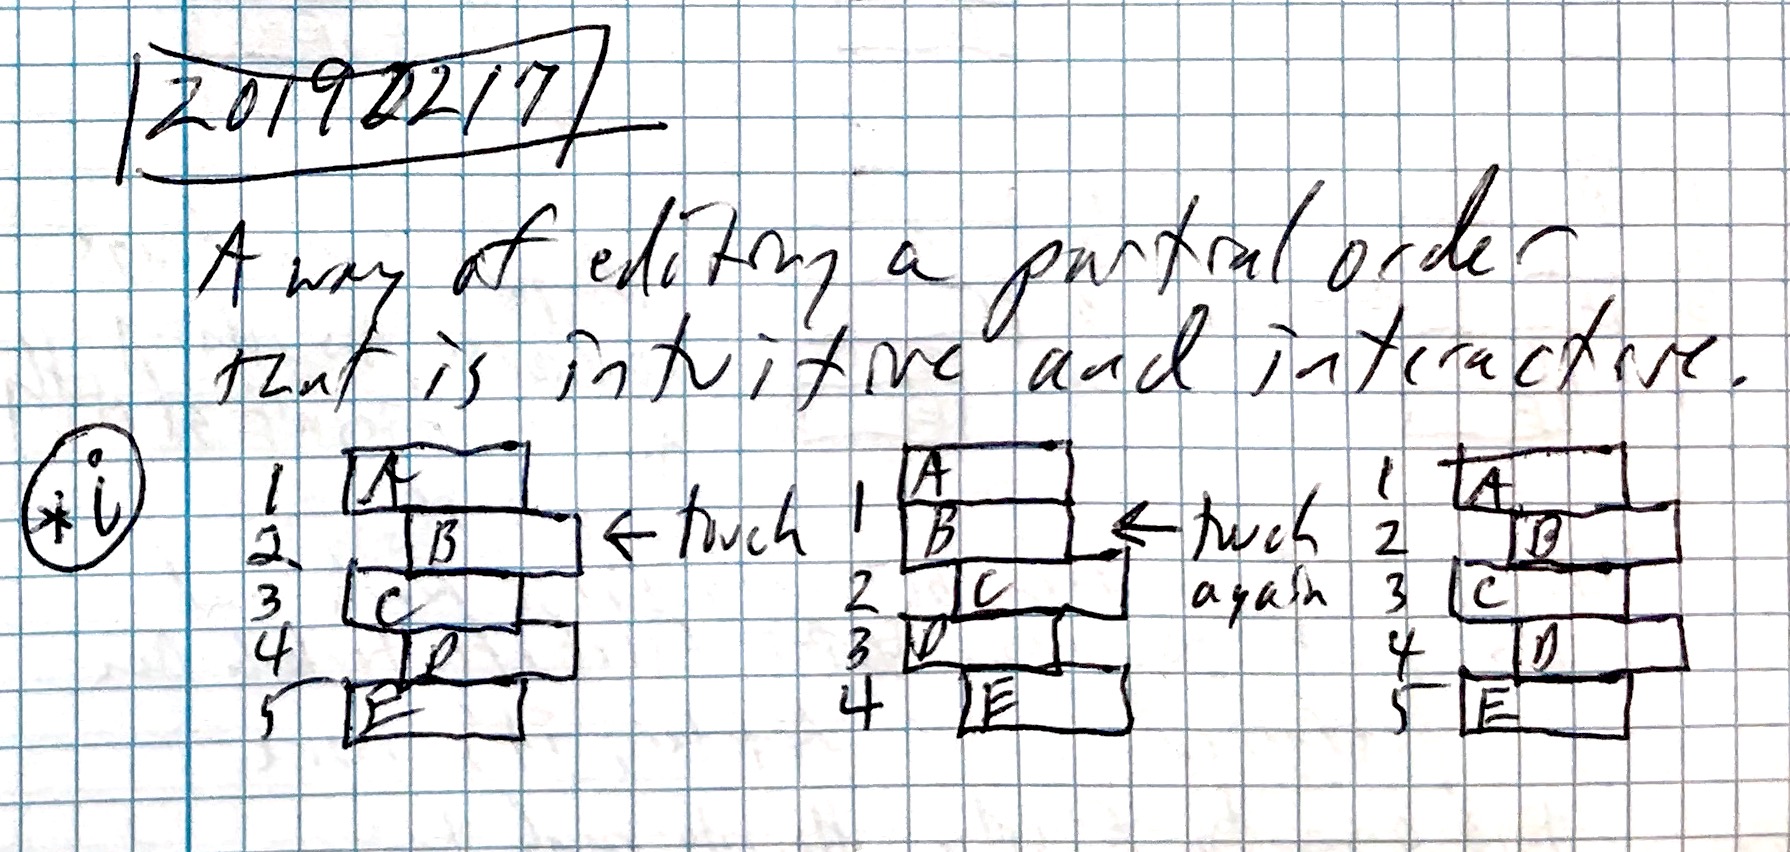 20190217
A way of editing a partial order
that is intuitive and interactive.
*i
1 A 1 A 1 A
2 B ← touch B ← touch 2 B
3 C 2 C again 3 C
4 D 3 D 4 D
5 E 4 E 5 E